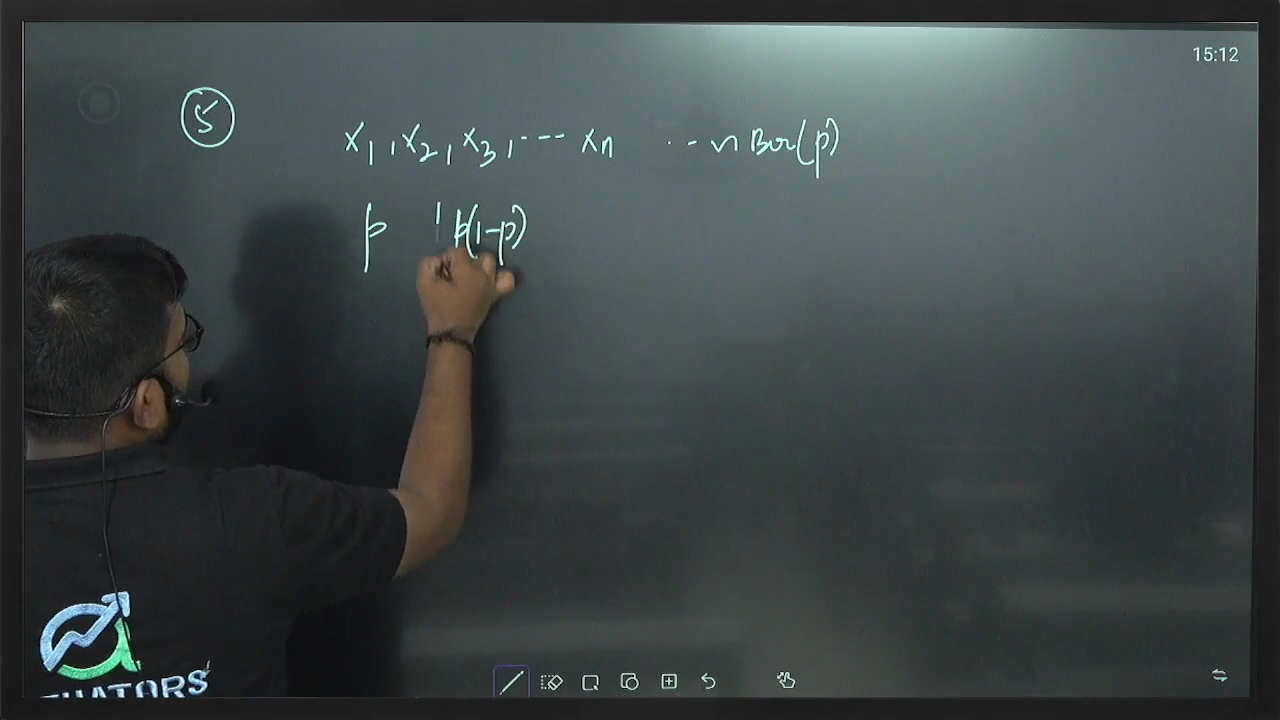 15:12
5
X1, X2, X3, --- Xn .-- n Ber(p)
p | p(1-p)